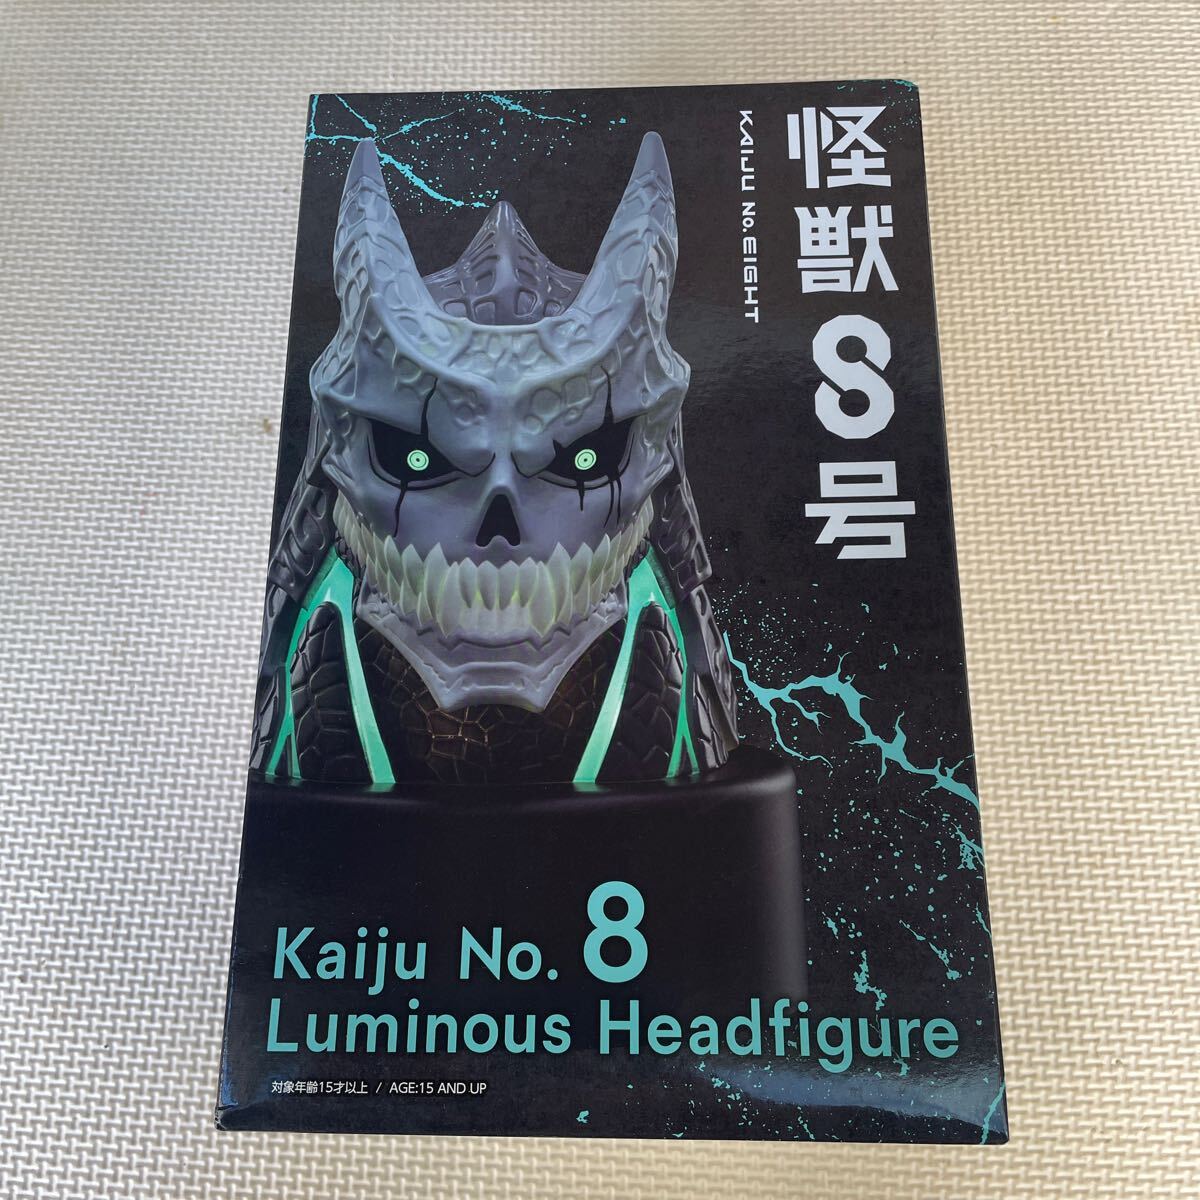 怪獣8号
KAIJU No.EIGHT
Kaiju No. 8
Luminous Headfigure
対象年齢15才以上 / AGE:15 AND UP